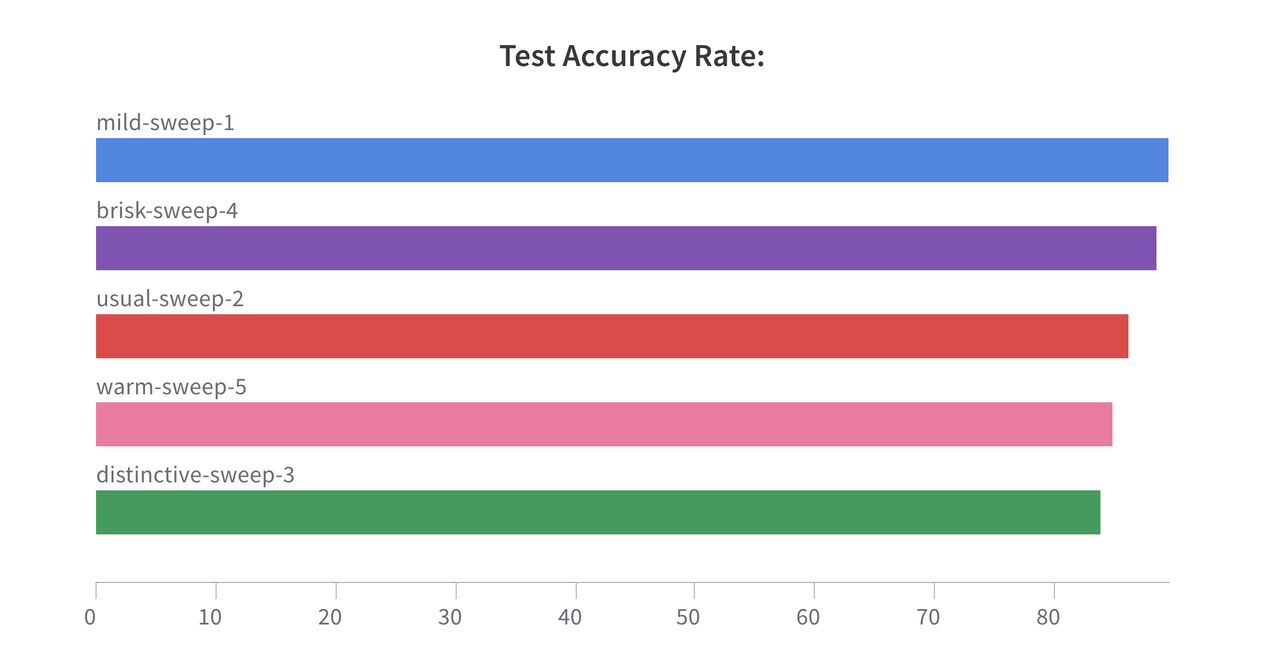 Test Accuracy Rate:
mild-sweep-1
brisk-sweep-4
usual-sweep-2
warm-sweep-5
distinctive-sweep-3
0 10 20 30 40 50 60 70 80